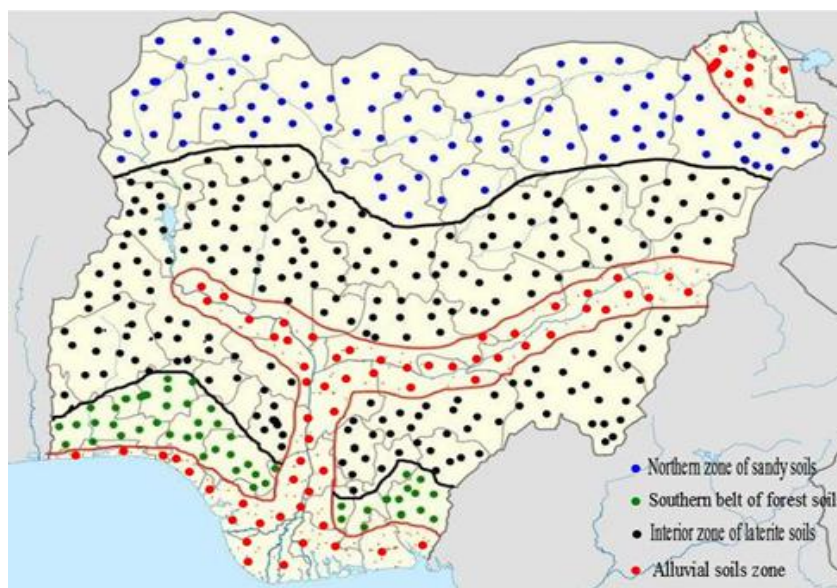 Northern zone of sandy soils
Southern belt of forest soil
Interior zone of laterite soils
Alluvial soils zone